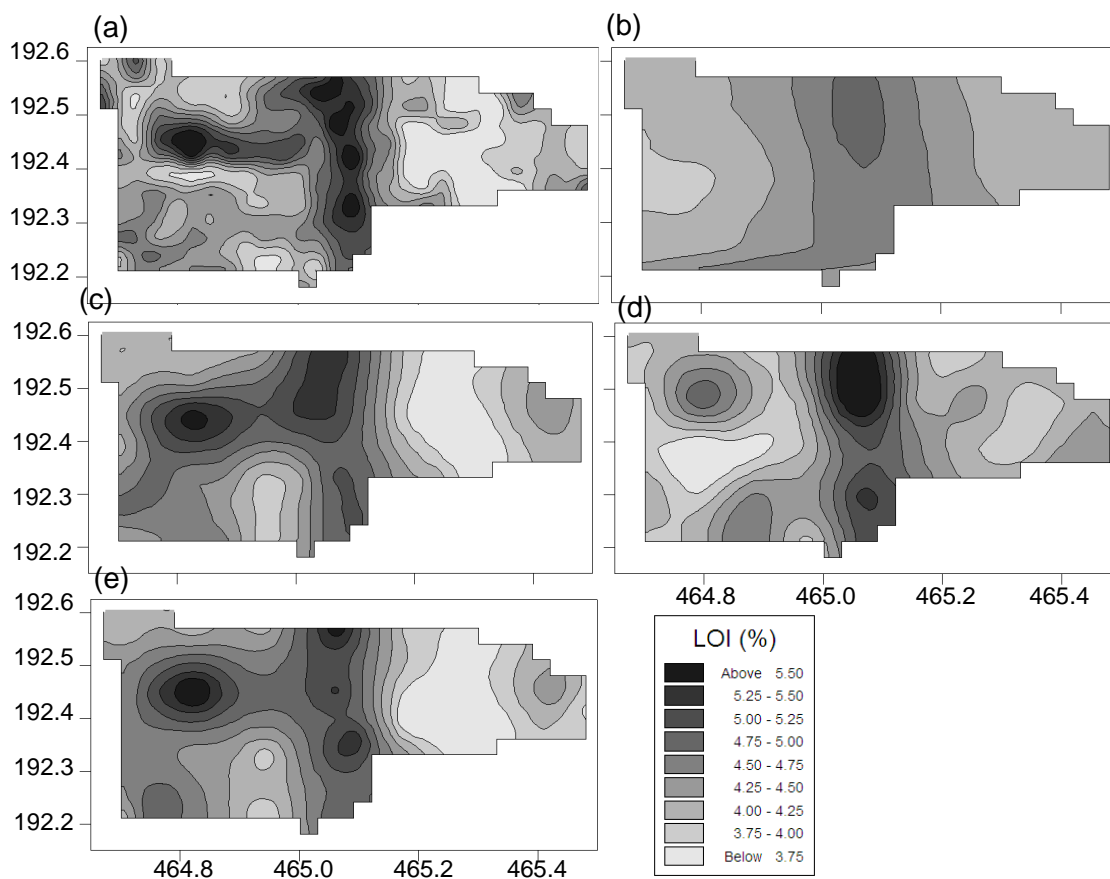 (a)
(b)
192.6
192.5
192.4
192.3
192.2
(c)
(d)
192.6
192.5
192.4
192.3
192.2
464.8 465.0 465.2 465.4
(e)
192.6
192.5
192.4
192.3
192.2
464.8 465.0 465.2 465.4
LOI (%)
Above 5.50
5.25 - 5.50
5.00 - 5.25
4.75 - 5.00
4.50 - 4.75
4.25 - 4.50
4.00 - 4.25
3.75 - 4.00
Below 3.75